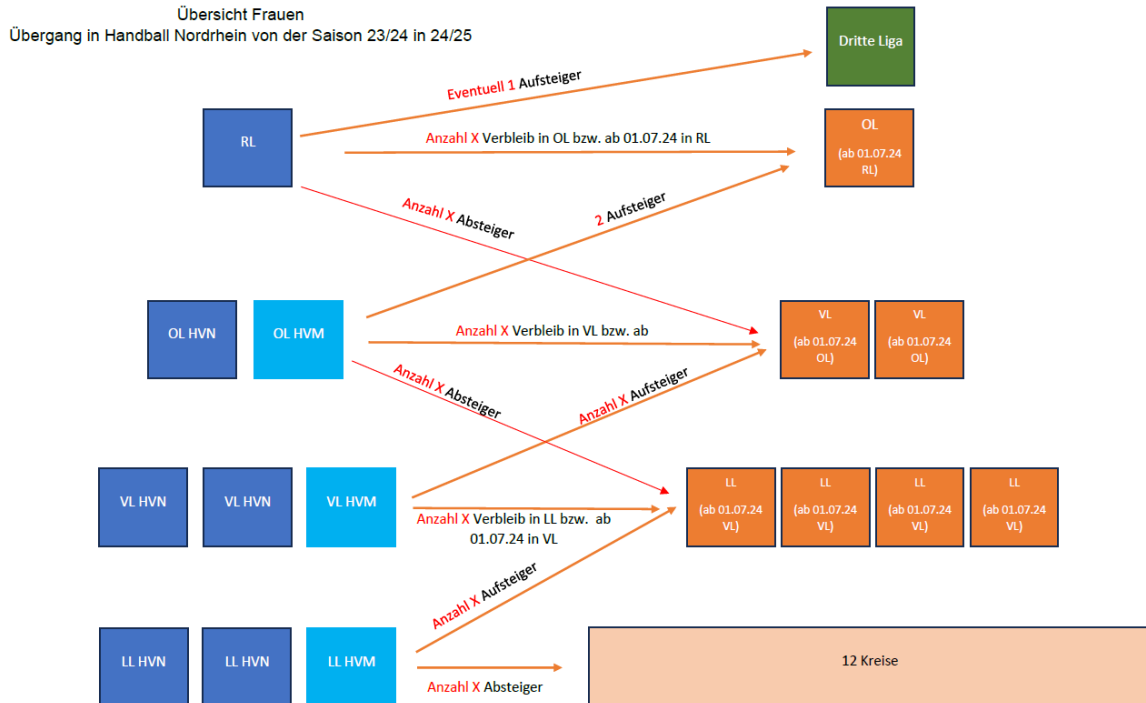 Übersicht Frauen
Übergang in Handball Nordrhein von der Saison 23/24 in 24/25
Dritte Liga
Eventuell 1 Aufsteiger
RL
Anzahl X Verbleib in OL bzw. ab 01.07.24 in RL
OL
(ab 01.07.24
RL)
Anzahl X Absteiger
2 Aufsteiger
OL HVN
OL HVM
Anzahl X Verbleib in VL bzw. ab
VL
(ab 01.07.24
OL)
VL
(ab 01.07.24
OL)
Anzahl X Absteiger
Anzahl X Aufsteiger
VL HVN
VL HVN
VL HVM
Anzahl X Verbleib in LL bzw. ab
01.07.24 in VL
LL
(ab 01.07.24
VL)
LL
(ab 01.07.24
VL)
LL
(ab 01.07.24
VL)
LL
(ab 01.07.24
VL)
Anzahl X Aufsteiger
LL HVN
LL HVN
LL HVM
Anzahl X Absteiger
12 Kreise